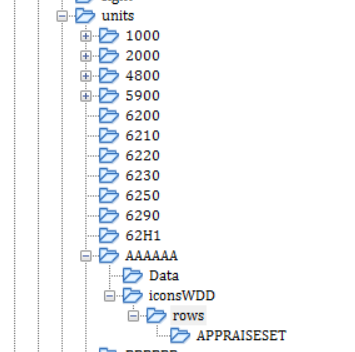 units
1000
2000
4800
5900
6200
6210
6220
6230
6250
6290
62H1
AAAAAA
Data
iconsWDD
rows
APPRAISESET